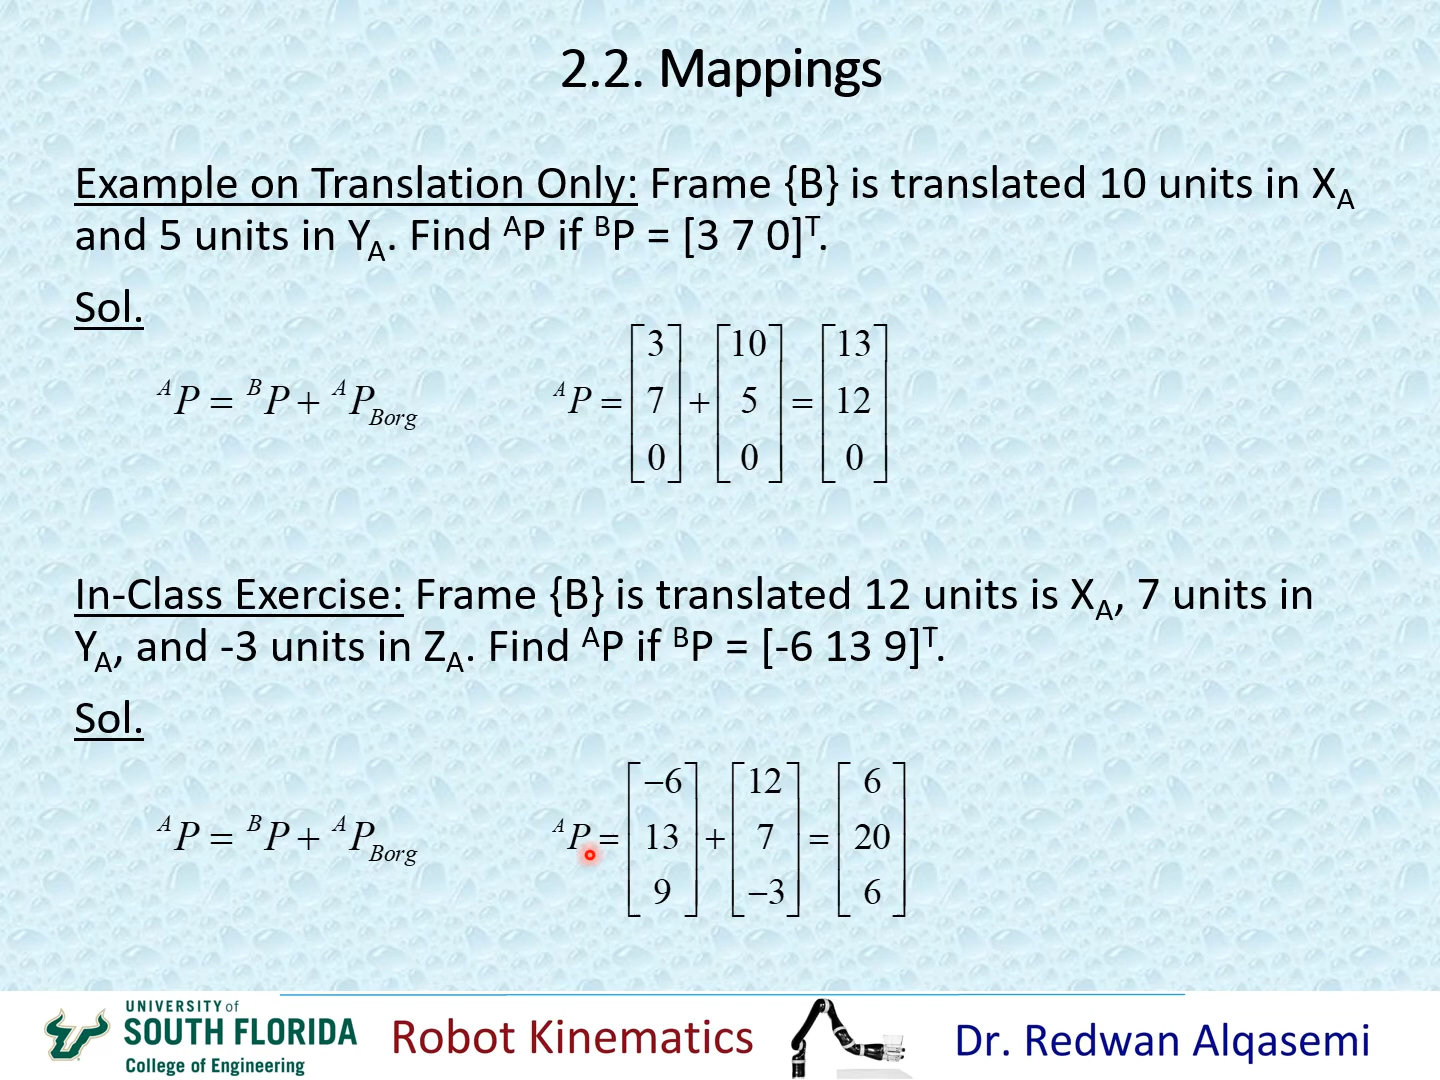 2.2. Mappings
Example on Translation Only: Frame {B} is translated 10 units in X_A
and 5 units in Y_A. Find ^AP if ^BP = [3 7 0]^T.
Sol.
^AP = ^BP + ^AP_Borg    ^AP = [3 7 0] + [10 5 0] = [13 12 0]
In-Class Exercise: Frame {B} is translated 12 units is X_A, 7 units in
Y_A, and -3 units in Z_A. Find ^AP if ^BP = [-6 13 9]^T.
Sol.
^AP = ^BP + ^AP_Borg    ^AP = [−6 13 9] + [12 7 −3] = [6 20 6]
UNIVERSITY of
SOUTH FLORIDA
College of Engineering
Robot Kinematics
Dr. Redwan Alqasemi